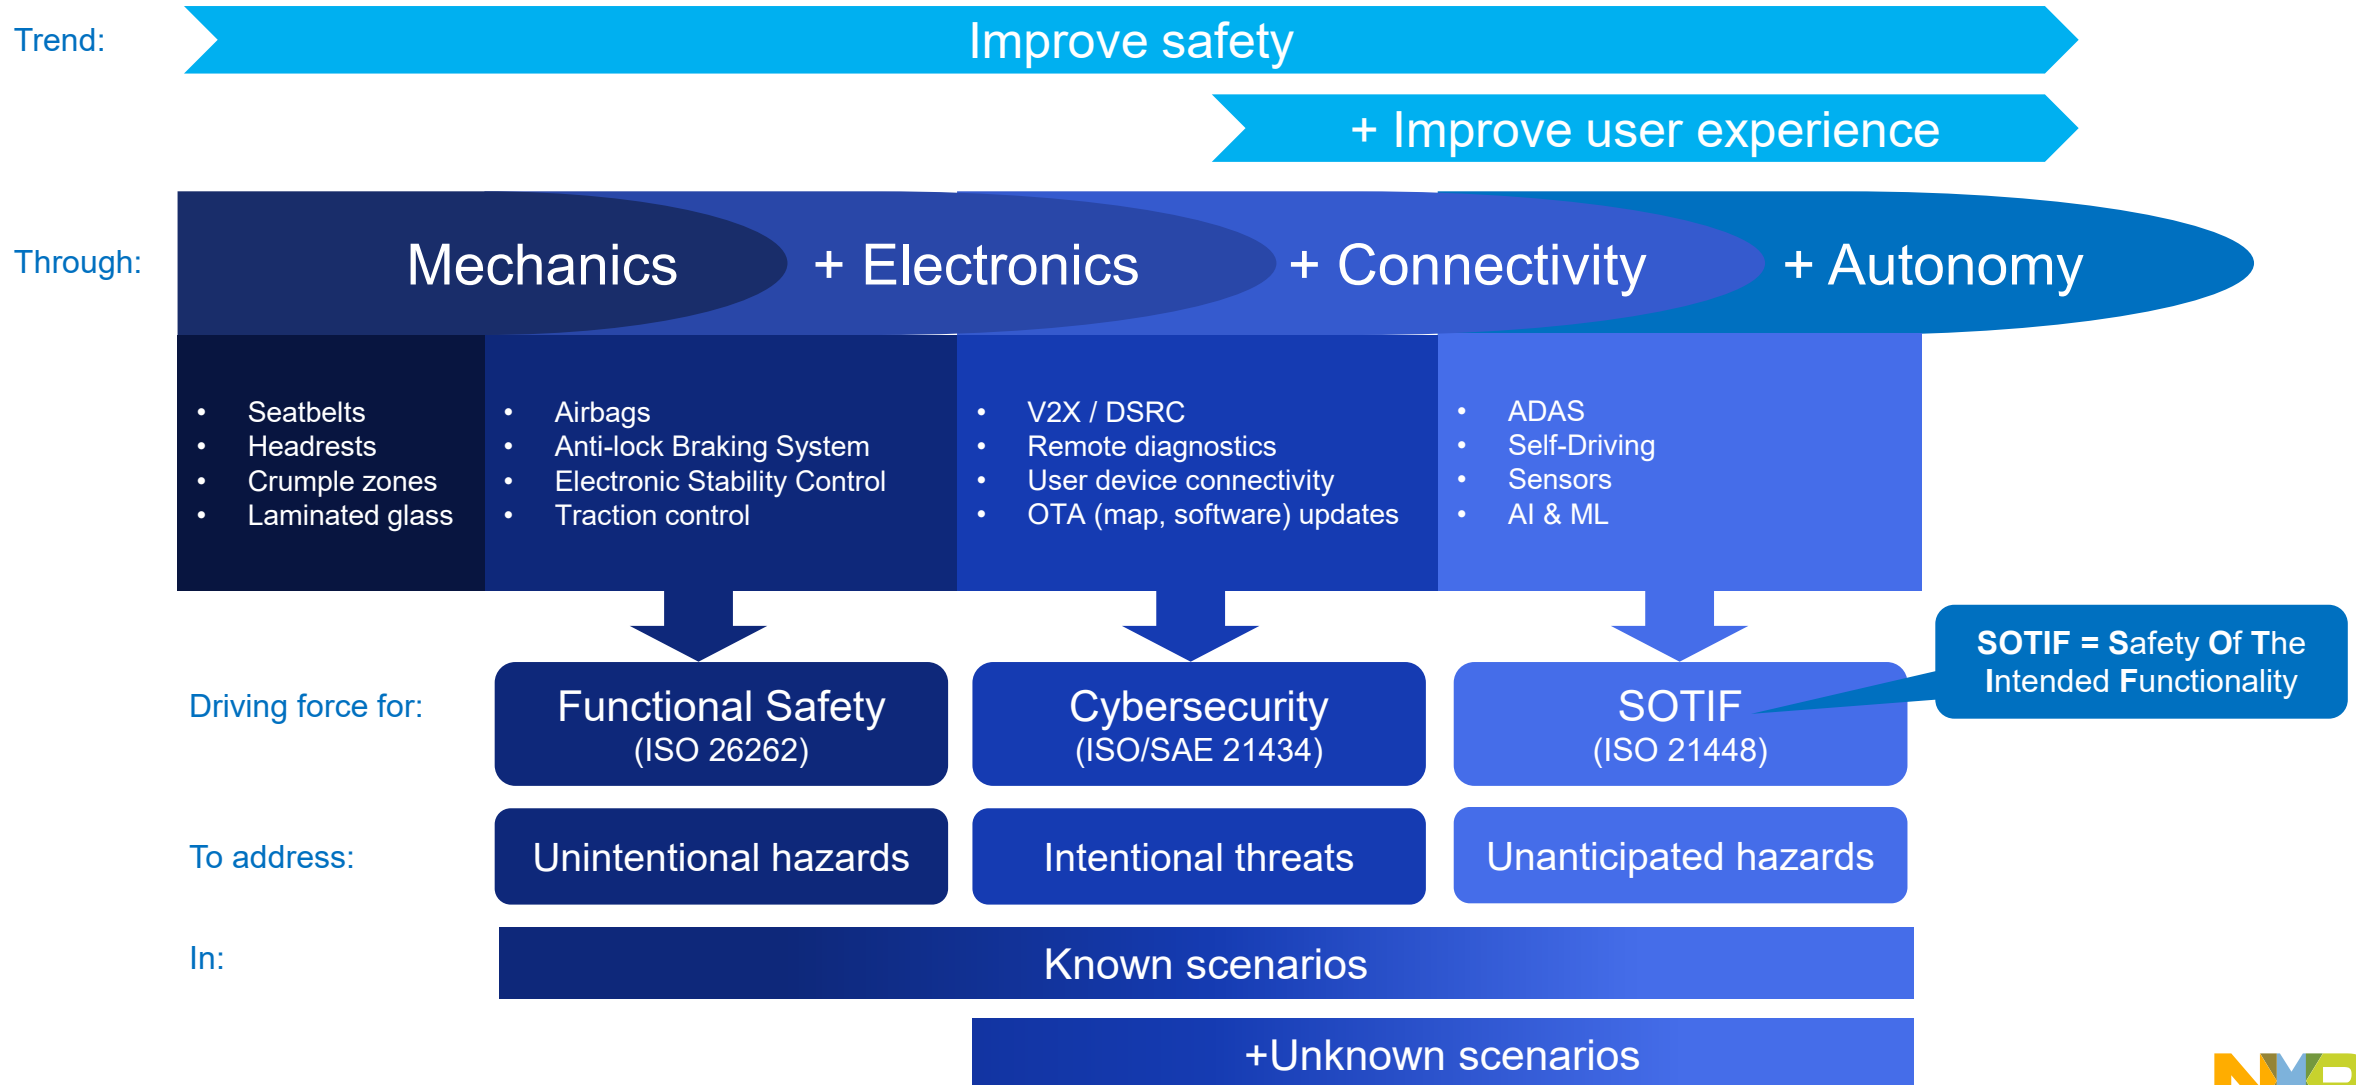 Trend:
Improve safety
+ Improve user experience
Through:
Mechanics
+ Electronics
+ Connectivity
+ Autonomy
• Seatbelts
• Headrests
• Crumple zones
• Laminated glass
• Airbags
• Anti-lock Braking System
• Electronic Stability Control
• Traction control
• V2X / DSRC
• Remote diagnostics
• User device connectivity
• OTA (map, software) updates
• ADAS
• Self-Driving
• Sensors
• AI & ML
Driving force for:
Functional Safety
(ISO 26262)
Cybersecurity
(ISO/SAE 21434)
SOTIF
(ISO 21448)
SOTIF = Safety Of The
Intended Functionality
To address:
Unintentional hazards
Intentional threats
Unanticipated hazards
In:
Known scenarios
+Unknown scenarios